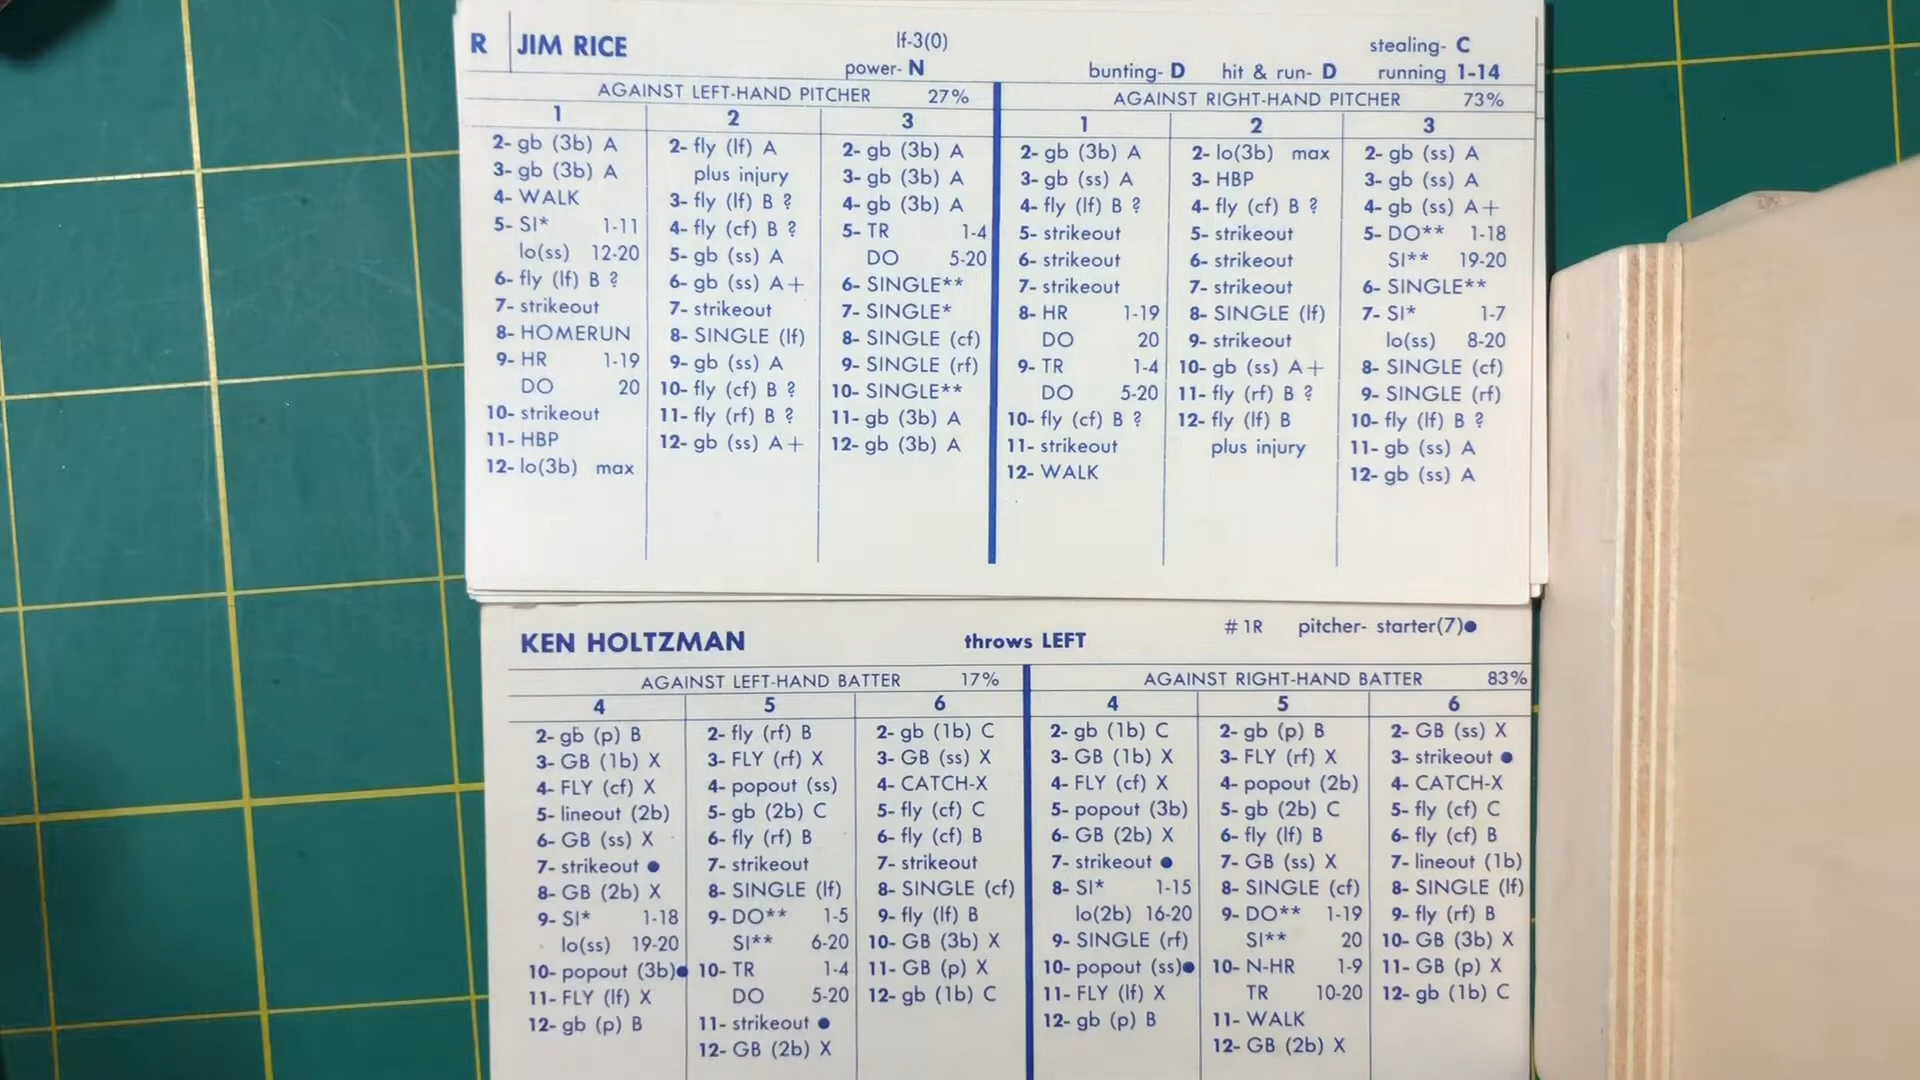 R JIM RICE lf-3(0) stealing- C
power- N bunting- D hit & run- D running 1-14
AGAINST LEFT-HAND PITCHER 27%
1
2- gb (3b) A
3- gb (3b) A
4- WALK
5- SI* 1-11
lo(ss) 12-20
6- fly (lf) B ?
7- strikeout
8- HOMERUN
9- HR 1-19
DO 20
10- strikeout
11- HBP
12- lo(3b) max
2
2- fly (lf) A
plus injury
3- fly (lf) B ?
4- fly (cf) B ?
5- gb (ss) A
6- gb (ss) A+
7- strikeout
8- SINGLE (lf)
9- gb (ss) A
10- fly (cf) B ?
11- fly (rf) B ?
12- gb (ss) A+
3
2- gb (3b) A
3- gb (3b) A
4- gb (3b) A
5- TR 1-4
DO 5-20
6- SINGLE**
7- SINGLE*
8- SINGLE (cf)
9- SINGLE (rf)
10- SINGLE**
11- gb (3b) A
12- gb (3b) A
AGAINST RIGHT-HAND PITCHER 73%
1
2- gb (3b) A
3- gb (ss) A
4- fly (lf) B ?
5- strikeout
6- strikeout
7- strikeout
8- HR 1-19
DO 20
9- TR 1-4
DO 5-20
10- fly (cf) B ?
11- strikeout
12- WALK
2
2- lo(3b) max
3- HBP
4- fly (cf) B ?
5- strikeout
6- strikeout
7- strikeout
8- SINGLE (lf)
9- strikeout
10- gb (ss) A+
11- fly (rf) B ?
12- fly (lf) B
plus injury
3
2- gb (ss) A
3- gb (ss) A
4- gb (ss) A+
5- DO** 1-18
SI** 19-20
6- SINGLE**
7- SI* 1-7
lo(ss) 8-20
8- SINGLE (cf)
9- SINGLE (rf)
10- fly (lf) B ?
11- gb (ss) A
12- gb (ss) A
KEN HOLTZMAN throws LEFT #1R pitcher- starter(7)●
AGAINST LEFT-HAND BATTER 17%
4
2- gb (p) B
3- GB (1b) X
4- FLY (cf) X
5- lineout (2b)
6- GB (ss) X
7- strikeout ●
8- GB (2b) X
9- SI* 1-18
lo(ss) 19-20
10- popout (3b)●
11- FLY (lf) X
12- gb (p) B
5
2- fly (rf) B
3- FLY (rf) X
4- popout (ss)
5- gb (2b) C
6- fly (rf) B
7- strikeout
8- SINGLE (lf)
9- DO** 1-5
SI** 6-20
10- TR 1-4
DO 5-20
11- strikeout ●
12- GB (2b) X
6
2- gb (1b) C
3- GB (ss) X
4- CATCH-X
5- fly (cf) C
6- fly (cf) B
7- strikeout
8- SINGLE (cf)
9- fly (lf) B
10- GB (3b) X
11- GB (p) X
12- gb (1b) C
AGAINST RIGHT-HAND BATTER 83%
4
2- gb (1b) C
3- GB (1b) X
4- FLY (cf) X
5- popout (3b)
6- GB (2b) X
7- strikeout ●
8- SI* 1-15
lo(2b) 16-20
9- SINGLE (rf)
10- popout (ss)●
11- FLY (lf) X
12- gb (p) B
5
2- gb (p) B
3- FLY (rf) X
4- popout (2b)
5- gb (2b) C
6- fly (lf) B
7- GB (ss) X
8- SINGLE (cf)
9- DO** 1-19
SI** 20
10- N-HR 1-9
TR 10-20
11- WALK
12- GB (2b) X
6
2- GB (ss) X
3- strikeout ●
4- CATCH-X
5- fly (cf) C
6- fly (cf) B
7- lineout (1b)
8- SINGLE (lf)
9- fly (rf) B
10- GB (3b) X
11- GB (p) X
12- gb (1b) C